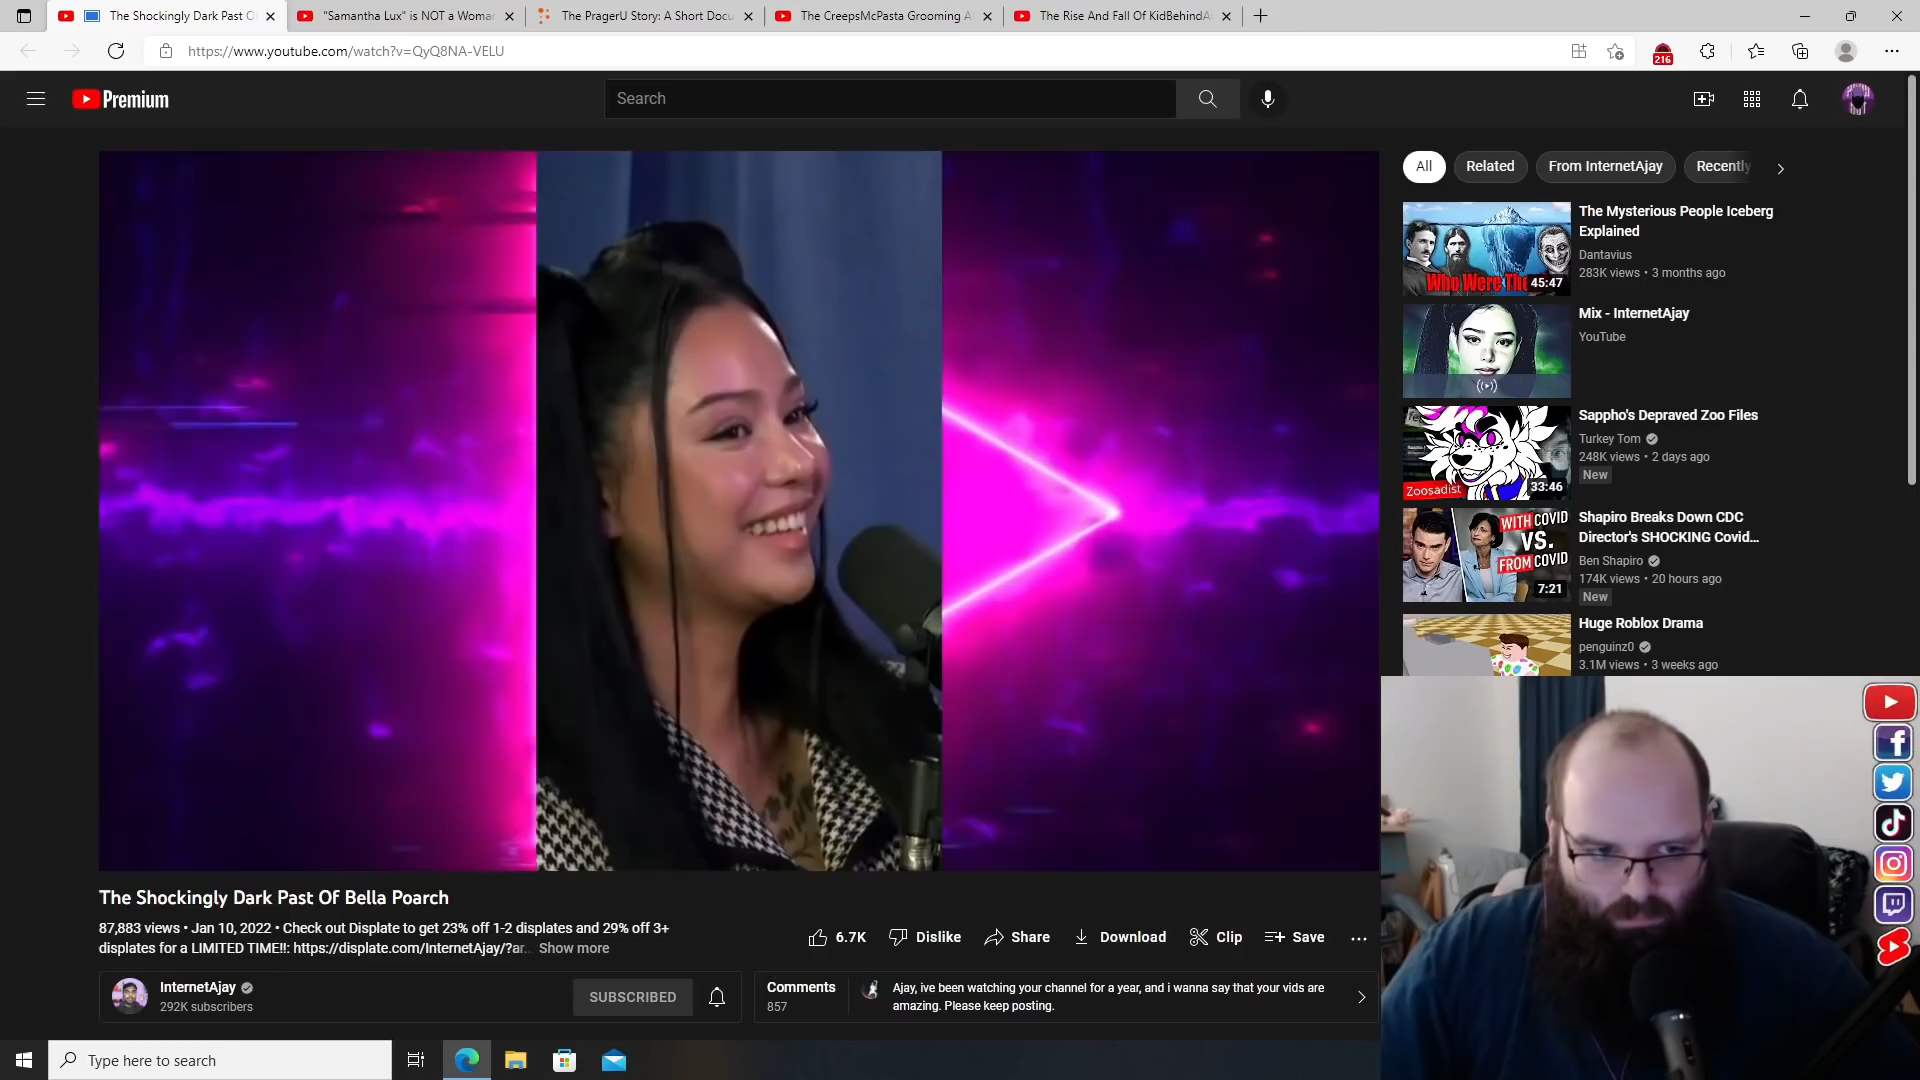 The Shockingly Dark Past O
"Samantha Lux" is NOT a Woma
The PragerU Story: A Short Docu
The CreepsMcPasta Grooming A
The Rise And Fall Of KidBehindA
https://www.youtube.com/watch?v=QyQ8NA-VELU
216
Premium
Search
All
Related
From InternetAjay
Recently
Who Were Th
45:47
The Mysterious People Iceberg
Explained
Dantavius
283K views • 3 months ago
Mix - InternetAjay
YouTube
Zoosadist
33:46
Sappho's Depraved Zoo Files
Turkey Tom
248K views • 2 days ago
New
WITH COVID
VS.
FROM COVID
7:21
Shapiro Breaks Down CDC
Director's SHOCKING Covid...
Ben Shapiro
174K views • 20 hours ago
New
Huge Roblox Drama
penguinz0
3.1M views • 3 weeks ago
The Shockingly Dark Past Of Bella Poarch
87,883 views • Jan 10, 2022 • Check out Displate to get 23% off 1-2 displates and 29% off 3+
displates for a LIMITED TIME!!: https://displate.com/InternetAjay/?ar... Show more
6.7K
Dislike
Share
Download
Clip
Save
InternetAjay
292K subscribers
SUBSCRIBED
Comments
857
Ajay, ive been watching your channel for a year, and i wanna say that your vids are
amazing. Please keep posting.
Type here to search